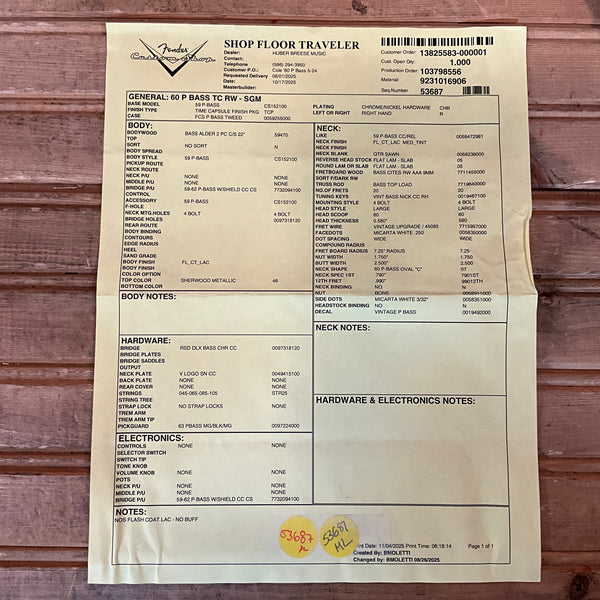 Fender
Custom Shop
SHOP FLOOR TRAVELER
Dealer: HUBER BREESE MUSIC
Contact:
Telephone (586) 294-3950
Customer P.O.: Cole '60 P Bass 5-24
Requested Delivery 08/01/2025
Date: 10/17/2025
Masterbuilder:
Customer Order: 13825583-000001
Cust. Open Qty: 1.000
Production Order: 103798556
Material 9231016906
Seq Number 53687
GENERAL: 60 P BASS TC RW - SGM
BASE MODEL 59 P-BASS CS152100
FINISH TYPE TIME CAPSULE FINISH PKG TCP
CASE FCS P BASS TWEED 0059255000
PLATING CHROME/NICKEL HARDWARE CHR
LEFT OR RIGHT RIGHT HAND R
BODY:
BODYWOOD BASS ALDER 2 PC C/S 22" 59470
TOP
SORT NO SORT N
BODY SPREAD
BODY STYLE 59 P-BASS CS152100
PICKUP ROUTE
NECK ROUTE
NECK P/U NONE NONE
MIDDLE P/U NONE NONE
BRIDGE P/U 59-62 P-BASS W/SHIELD CC CS 7732094100
CONTROL
ACCESSORY 59 P-BASS CS152100
F-HOLE
NECK MTG.HOLES 4 BOLT 4 BOLT
BRIDGE HOLES 0097318120
REAR ROUTE
BODY BINDING
CONTOURS
EDGE RADIUS
HEEL
SAND GRADE
BODY FINISH FL_CT_LAC
BODY FINISH
COLOR OPTION
TOP COLOR SHERWOOD METALLIC 46
BOTTOM COLOR
NECK:
LIKE 59 P-BASS CC/REL 0058472981
NECK FINISH FL_CT_LAC MED_TINT
NECK FINISH
NECK BLANK QTR SAWN 0058238000
REVERSE HEAD STOCK FLAT LAM - SLAB 05
ROUND LAM OR SLAB FLAT LAM - SLAB 05
FRETBOARD WOOD BASS CITES RW AAA 9MM 7711455000
SORT F/DARK RW
TRUSS ROD BASS TOP LOAD 7719640000
NO.OF FRETS 20 20
TUNING KEYS VINT BASS NICK CC RH 0019467100
MOUNTING STYLE 4 BOLT 4 BOLT
HEAD STYLE LARGE LARGE
HEAD SCOOP 60 60
HEAD THICKNESS 0.580" 580
FRET WIRE VINTAGE UPGRADE / 45085 7715957000
FACEDOTS MICARTA WHITE .250 0058350000
DOT SPACING WIDE WIDE
COMPOUND RADIUS
FRET BOARD RADIUS 7.25" RADIUS 7.25
NUT WIDTH 1.750" 1.750
BUTT WIDTH 2.500" 2.500
NECK SHAPE 60 P-BASS OVAL "C" 07
NECK SPEC 1ST .790" 7901ST
12TH FRET .990" 99012TH
NECK BINDING NO N
NUT BONE 0058911000
SIDE DOTS MICARTA WHITE 3/32" 0058351000
HEADSTOCK BINDING NO N
DECAL VINTAGE P BASS 0019492000
BODY NOTES:
NECK NOTES:
HARDWARE:
BRIDGE RSD DLX BASS CHR CC 0097318120
BRIDGE PLATES
BRIDGE SADDLES
OUTPUT
NECK PLATE V LOGO SN CC 0049415100
BACK PLATE NONE NONE
REAR COVER NONE NONE
STRINGS 045-065-085-105 STR25
STRING TREE
STRAP LOCK NO STRAP LOCKS NONE
TREM ARM
TREM ARM TIP
PICKGUARD 63 PBASS MG/BLK/MG 0097224000
HARDWARE & ELECTRONICS NOTES:
ELECTRONICS:
CONTROLS NONE NONE
SELECTOR SWITCH
SWITCH TIP
TONE KNOB
VOLUME KNOB NONE NONE
POTS
NECK P/U NONE NONE
MIDDLE P/U NONE NONE
BRIDGE P/U 59-62 P-BASS W/SHIELD CC CS 7732094100
NOTES:
NOS FLASH COAT LAC - NO BUFF
53687
53687
ML
Date: 11/04/2025 Print Time: 06:18:14 Page 1 of 1
Created By: BMOLETTI
Changed by: BMOLETTI 08/26/2025